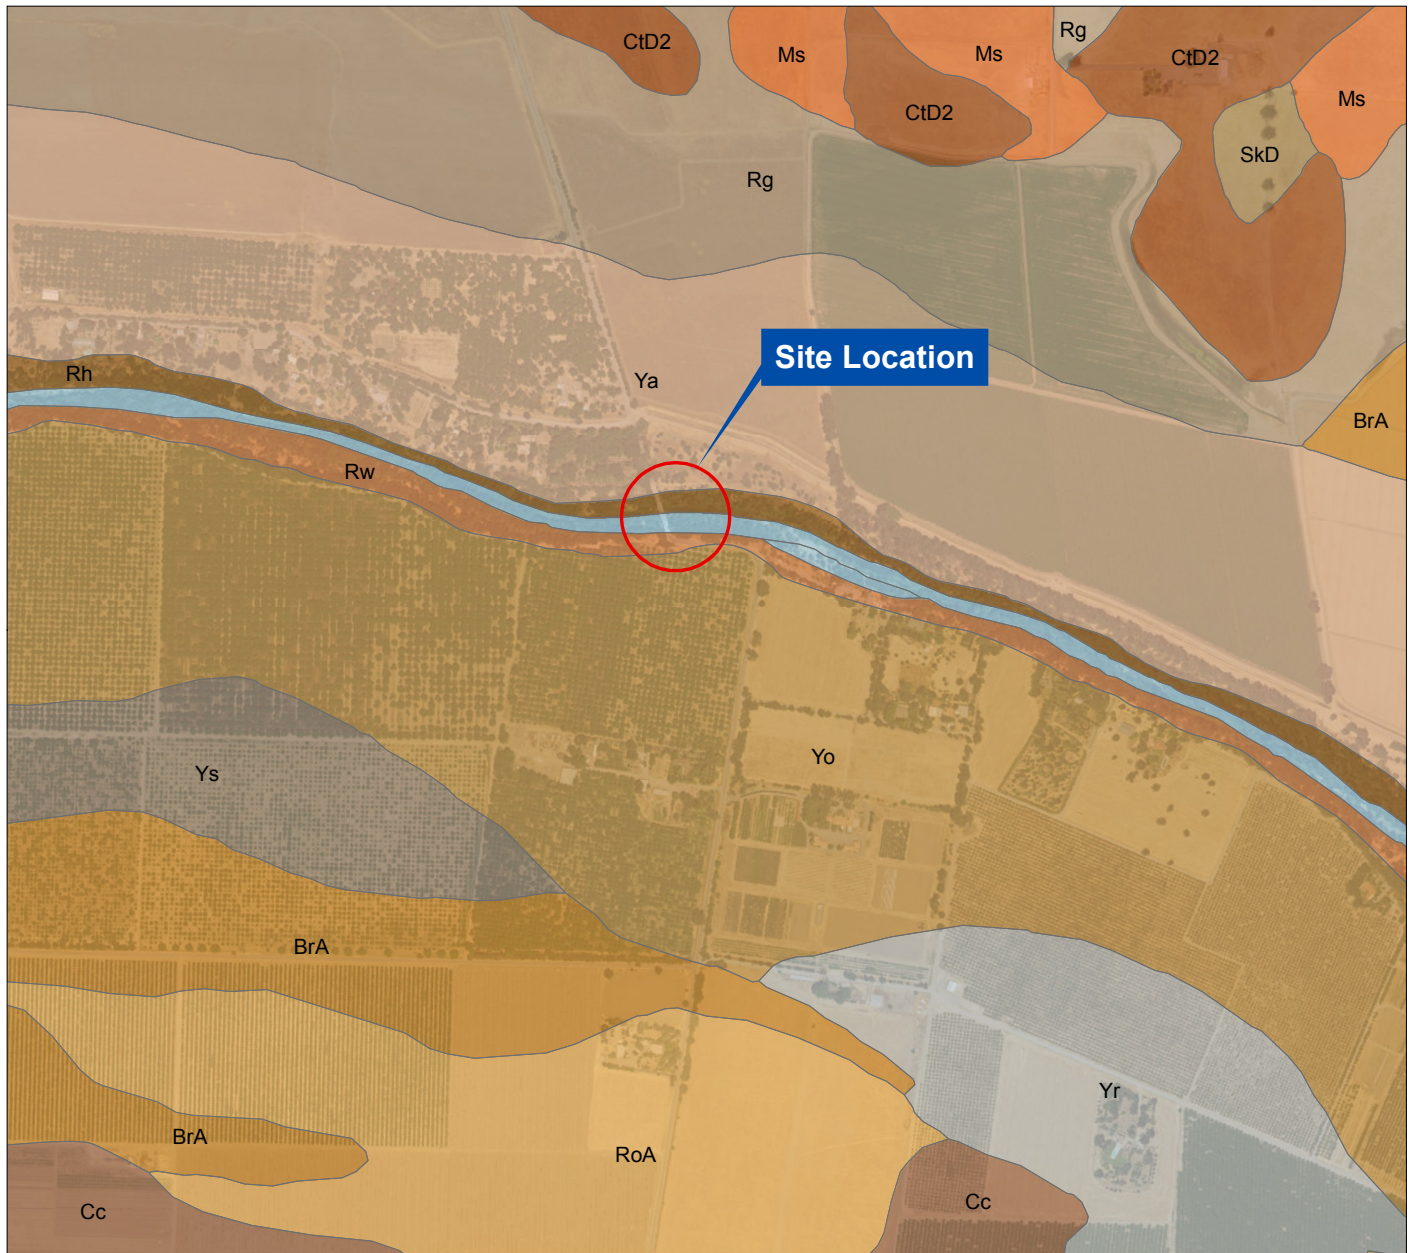 CtD2
Ms
Ms
Rg
CtD2
Ms
CtD2
SkD
Rg
Site Location
Rh
Ya
BrA
Rw
Yo
Ys
BrA
Yr
BrA
RoA
Cc
Cc